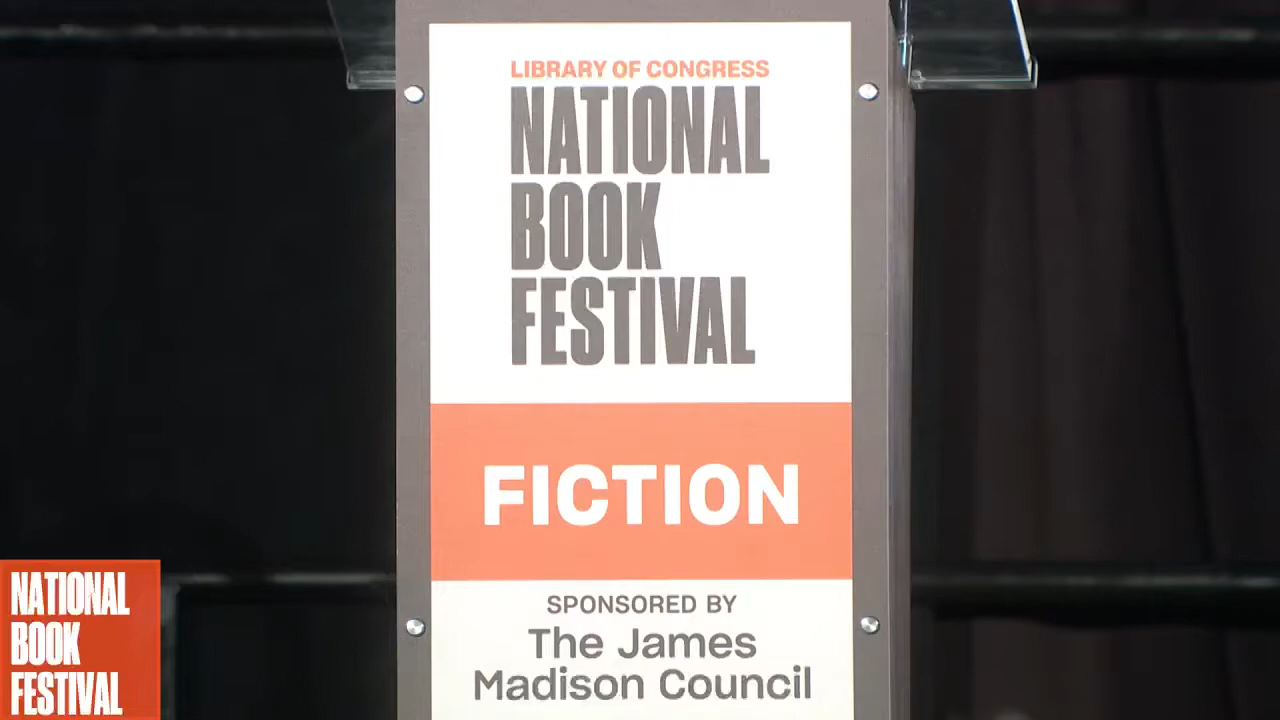 LIBRARY OF CONGRESS
NATIONAL
BOOK
FESTIVAL
FICTION
SPONSORED BY
The James
Madison Council
NATIONAL
BOOK
FESTIVAL